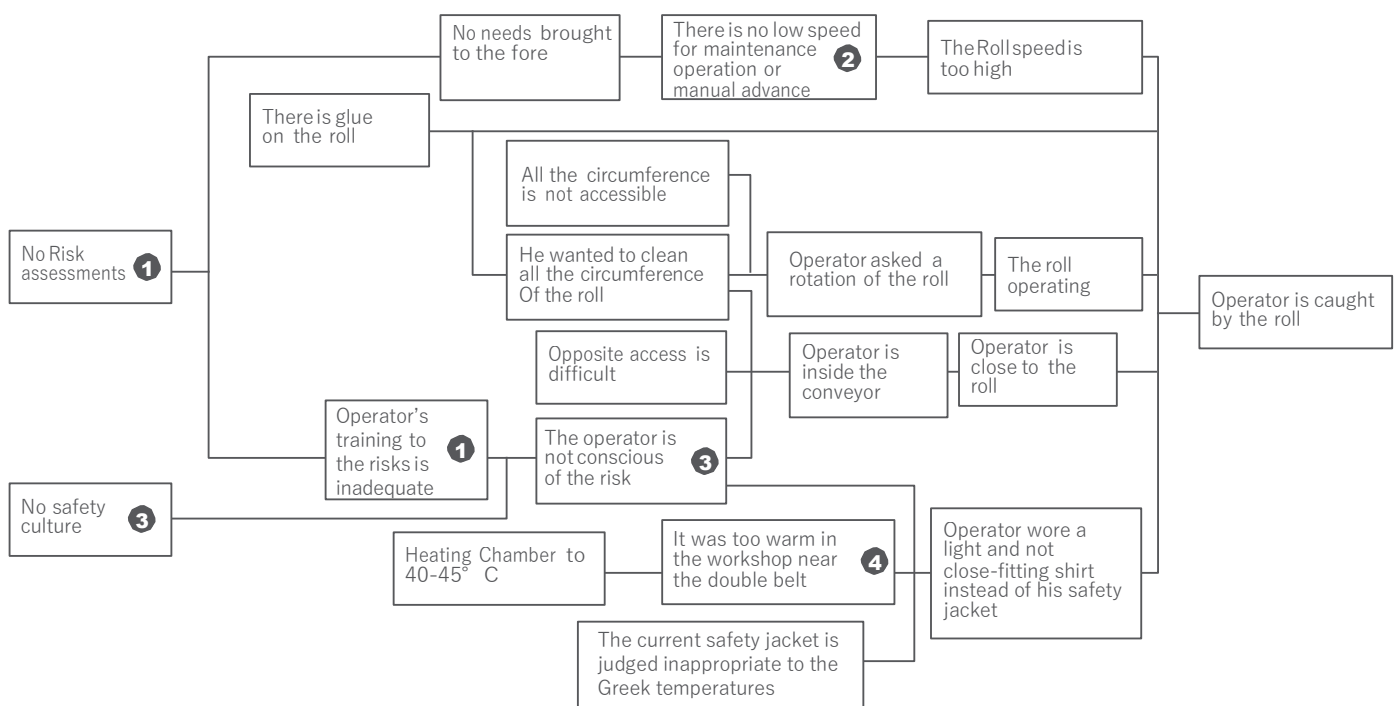 No needs brought
to the fore
There is no low speed
for maintenance
operation or
manual advance
2
The Roll speed is
too high
There is glue
on the roll
All the circumference
is not accessible
No Risk
assessments
1
He wanted to clean
all the circumference
Of the roll
Operator asked a
rotation of the roll
The roll
operating
Operator is caught
by the roll
Opposite access is
difficult
Operator is
inside the
conveyor
Operator is
close to the
roll
Operator's
training to
the risks is
inadequate
1
The operator is
not conscious
of the risk
3
No safety
culture
3
Heating Chamber to
40-45° C
It was too warm in
the workshop near
the double belt
4
Operator wore a
light and not
close-fitting shirt
instead of his safety
jacket
The current safety jacket is
judged inappropriate to the
Greek temperatures